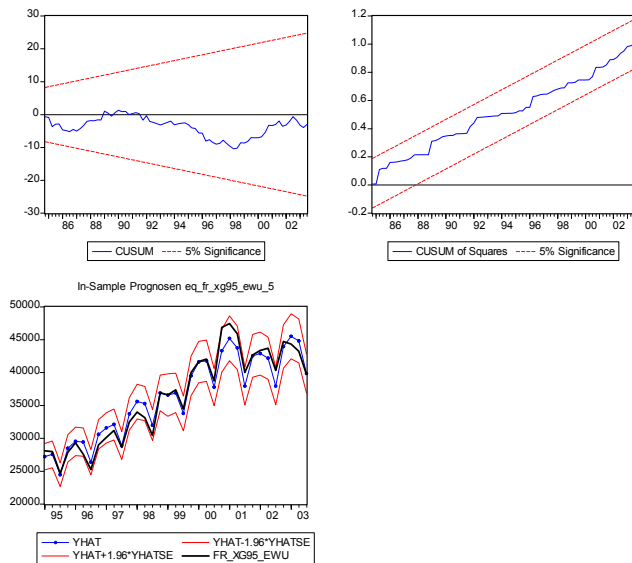 30
20
10
0
-10
-20
-30
86 88 90 92 94 96 98 00 02
CUSUM 5% Significance
1.2
1.0
0.8
0.6
0.4
0.2
0.0
-0.2
86 88 90 92 94 96 98 00 02
CUSUM of Squares 5% Significance
In-Sample Prognosen eq_fr_xg95_ewu_5
50000
45000
40000
35000
30000
25000
20000
95 96 97 98 99 00 01 02 03
YHAT YHAT-1.96*YHATSE
YHAT+1.96*YHATSE FR_XG95_EWU